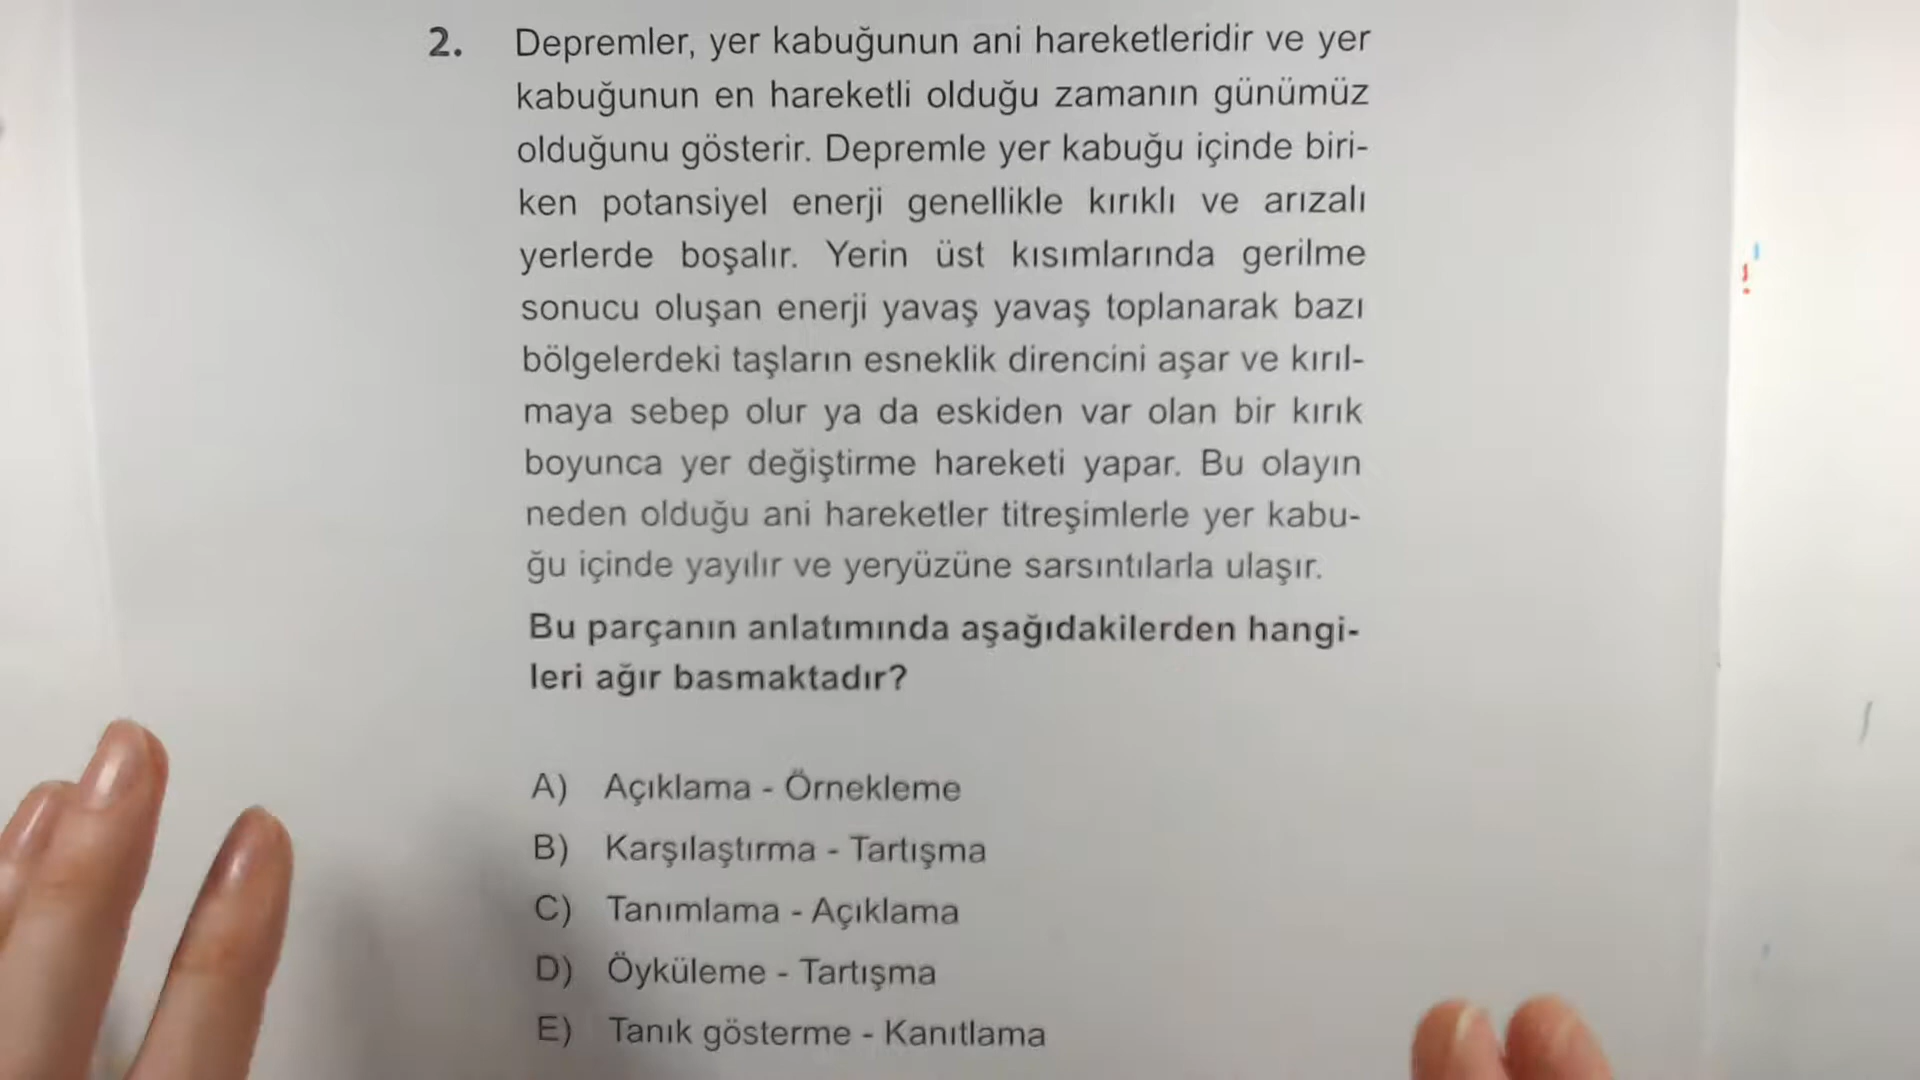 2. Depremler, yer kabuğunun ani hareketleridir ve yer
kabuğunun en hareketli olduğu zamanın günümüz
olduğunu gösterir. Depremle yer kabuğu içinde biri-
ken potansiyel enerji genellikle kırıklı ve arızalı
yerlerde boşalır. Yerin üst kısımlarında gerilme
sonucu oluşan enerji yavaş yavaş toplanarak bazı
bölgelerdeki taşların esneklik direncini aşar ve kırıl-
maya sebep olur ya da eskiden var olan bir kırık
boyunca yer değiştirme hareketi yapar. Bu olayın
neden olduğu ani hareketler titreşimlerle yer kabu-
ğu içinde yayılır ve yeryüzüne sarsıntılarla ulaşır.
Bu parçanın anlatımında aşağıdakilerden hangi-
leri ağır basmaktadır?
A) Açıklama - Örnekleme
B) Karşılaştırma - Tartışma
C) Tanımlama - Açıklama
D) Öyküleme - Tartışma
E) Tanık gösterme - Kanıtlama